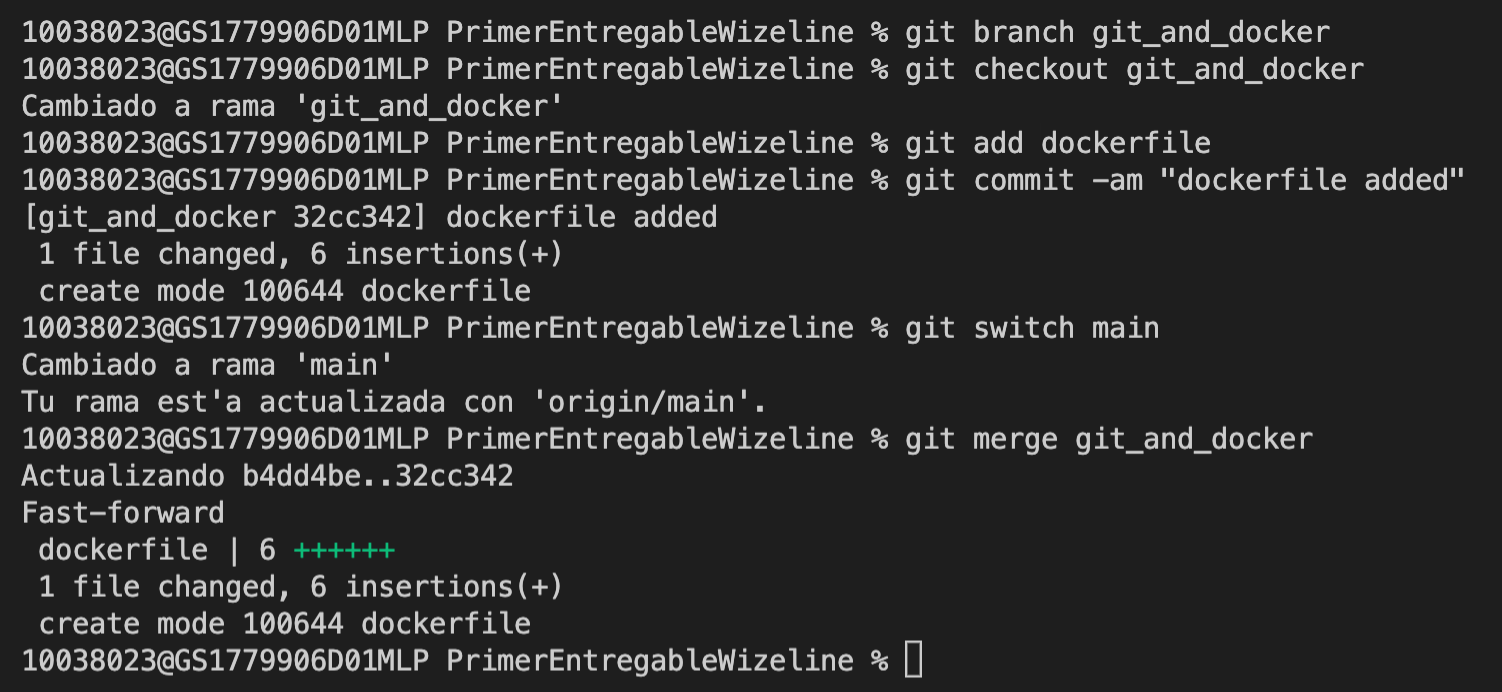 10038023@GS1779906D01MLP PrimerEntregableWizeline % git branch git_and_docker
10038023@GS1779906D01MLP PrimerEntregableWizeline % git checkout git_and_docker
Cambiado a rama 'git_and_docker'
10038023@GS1779906D01MLP PrimerEntregableWizeline % git add dockerfile
10038023@GS1779906D01MLP PrimerEntregableWizeline % git commit -am "dockerfile added"
[git_and_docker 32cc342] dockerfile added
 1 file changed, 6 insertions(+)
 create mode 100644 dockerfile
10038023@GS1779906D01MLP PrimerEntregableWizeline % git switch main
Cambiado a rama 'main'
Tu rama est'a actualizada con 'origin/main'.
10038023@GS1779906D01MLP PrimerEntregableWizeline % git merge git_and_docker
Actualizando b4dd4be..32cc342
Fast-forward
 dockerfile | 6 ++++++
 1 file changed, 6 insertions(+)
 create mode 100644 dockerfile
10038023@GS1779906D01MLP PrimerEntregableWizeline %